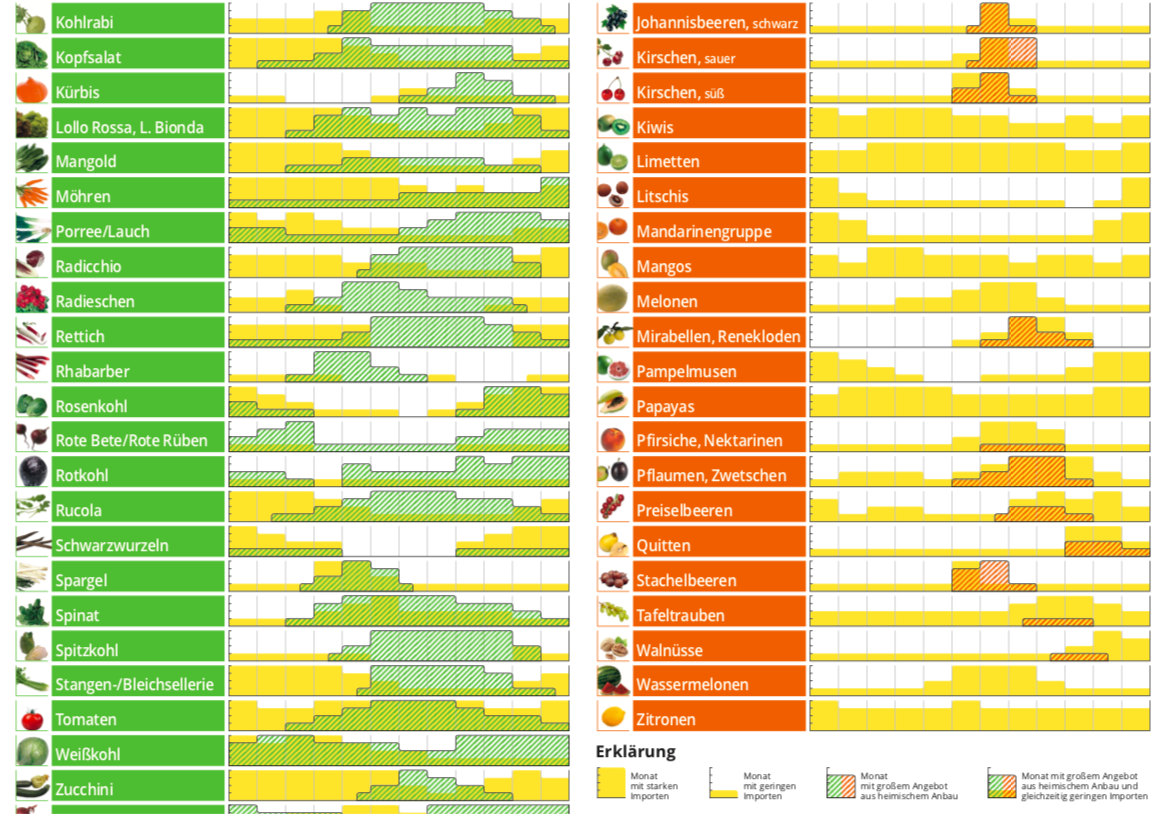 Kohlrabi
Kopfsalat
Kürbis
Lollo Rossa, L. Bionda
Mangold
Möhren
Porree/Lauch
Radicchio
Radieschen
Rettich
Rhabarber
Rosenkohl
Rote Bete/Rote Rüben
Rotkohl
Rucola
Schwarzwurzeln
Spargel
Spinat
Spitzkohl
Stangen-/Bleichsellerie
Tomaten
Weißkohl
Zucchini
Johannisbeeren, schwarz
Kirschen, sauer
Kirschen, süß
Kiwis
Limetten
Litschis
Mandarinengruppe
Mangos
Melonen
Mirabellen, Renekloden
Pampelmusen
Papayas
Pfirsiche, Nektarinen
Pflaumen, Zwetschen
Preiselbeeren
Quitten
Stachelbeeren
Tafeltrauben
Walnüsse
Wassermelonen
Zitronen
Erklärung
Monat
mit starken
Importen
Monat
mit geringen
Importen
Monat
mit großem Angebot
aus heimischem Anbau
Monat mit großem Angebot
aus heimischem Anbau und
gleichzeitig geringen Importen